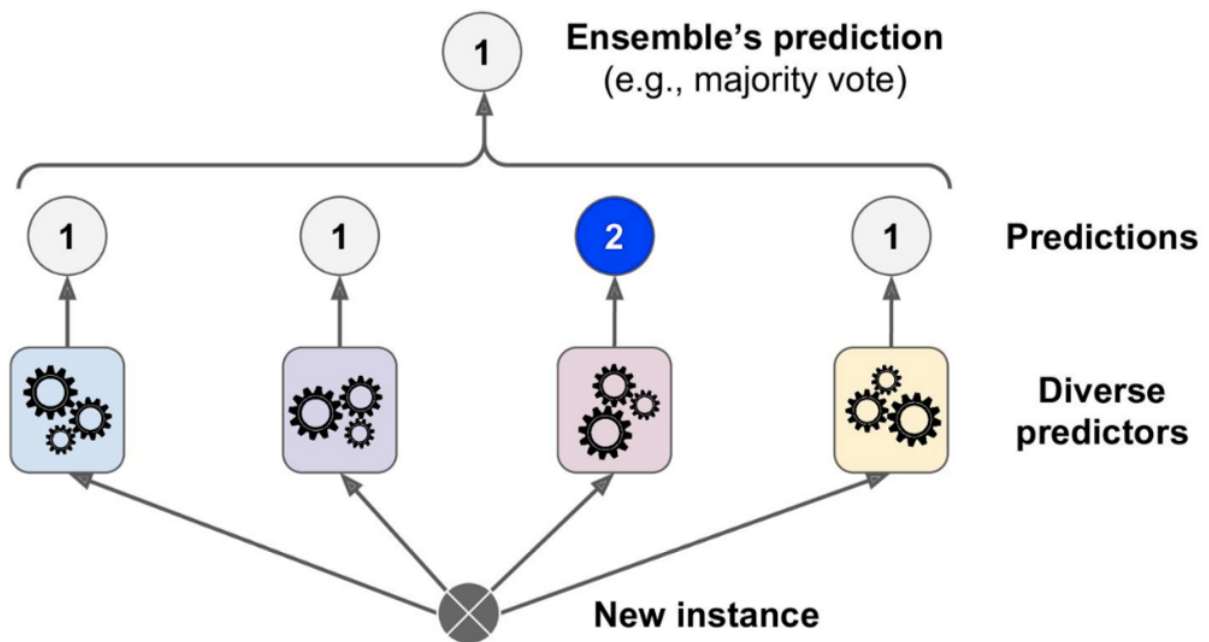 1
Ensemble’s prediction
(e.g., majority vote)
1
1
2
1
Predictions
Diverse
predictors
New instance